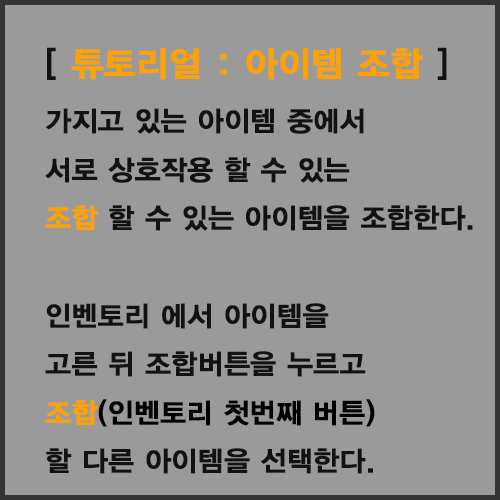 [ 튜토리얼 : 아이템 조합 ]
가지고 있는 아이템 중에서
서로 상호작용 할 수 있는
조합 할 수 있는 아이템을 조합한다.
인벤토리 에서 아이템을
고른 뒤 조합버튼을 누르고
조합(인벤토리 첫번째 버튼)
할 다른 아이템을 선택한다.